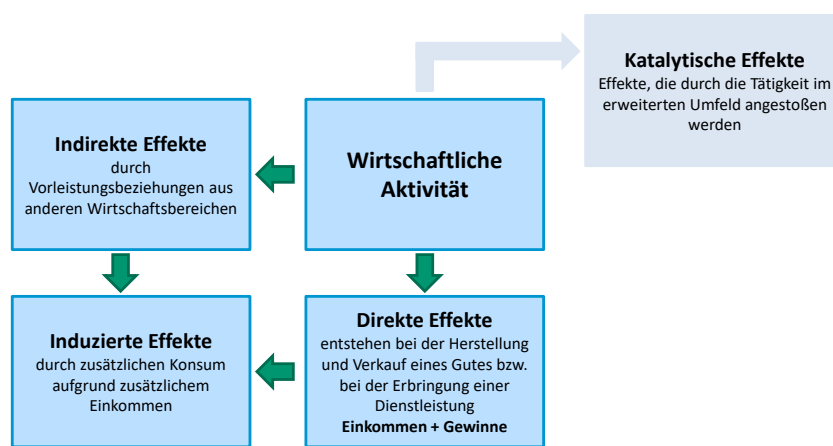 Katalytische Effekte
Effekte, die durch die Tätigkeit im
erweiterten Umfeld angestoßen
werden
Indirekte Effekte
durch
Vorleistungsbeziehungen aus
anderen Wirtschaftsbereichen
Wirtschaftliche
Aktivität
Induzierte Effekte
durch zusätzlichen Konsum
aufgrund zusätzlichem
Einkommen
Direkte Effekte
entstehen bei der Herstellung
und Verkauf eines Gutes bzw.
bei der Erbringung einer
Dienstleistung
Einkommen + Gewinne